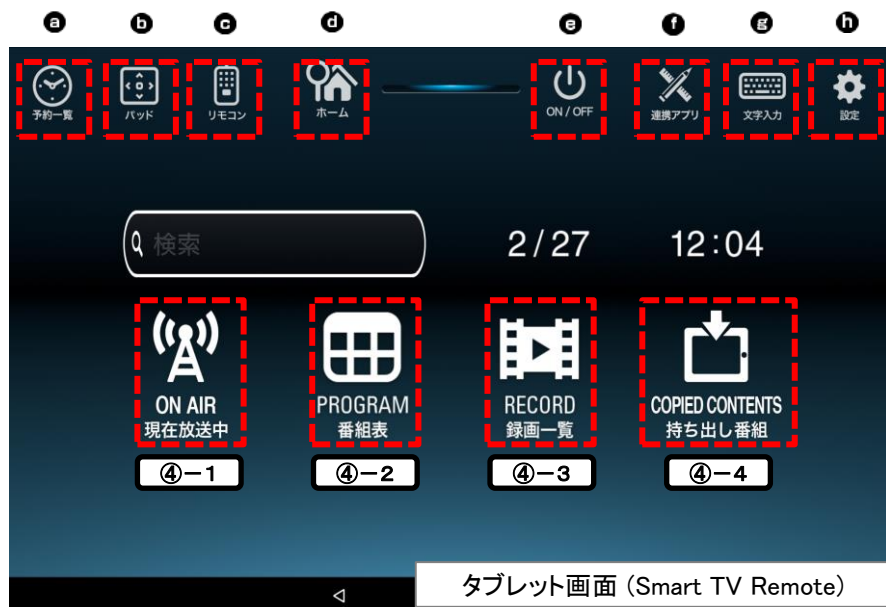 a b c d e f g h
予約一覧 パッド リモコン ホーム ON / OFF 連携アプリ 文字入力 設定
検索 2/27 12:04
ON AIR PROGRAM RECORD COPIED CONTENTS
現在放送中 番組表 録画一覧 持ち出し番組
④-1 ④-2 ④-3 ④-4
タブレット画面 (Smart TV Remote)